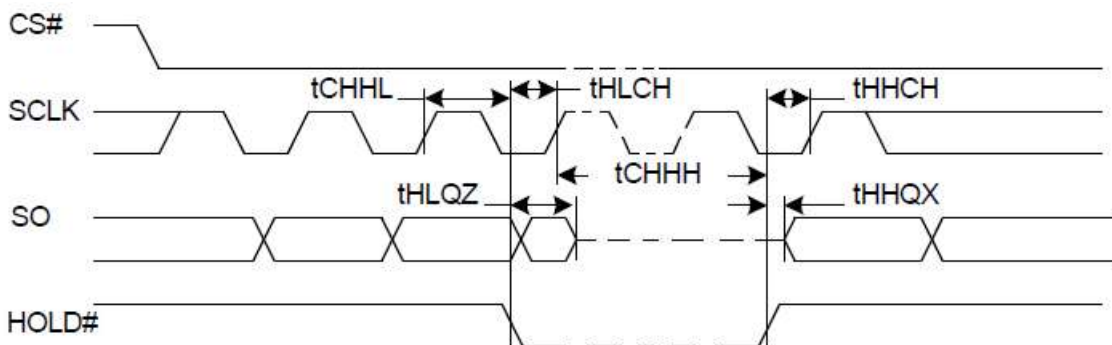 CS#
tCHHL tHLCH tHHCH
SCLK
tCHHH
tHLQZ tHHQX
SO
HOLD#